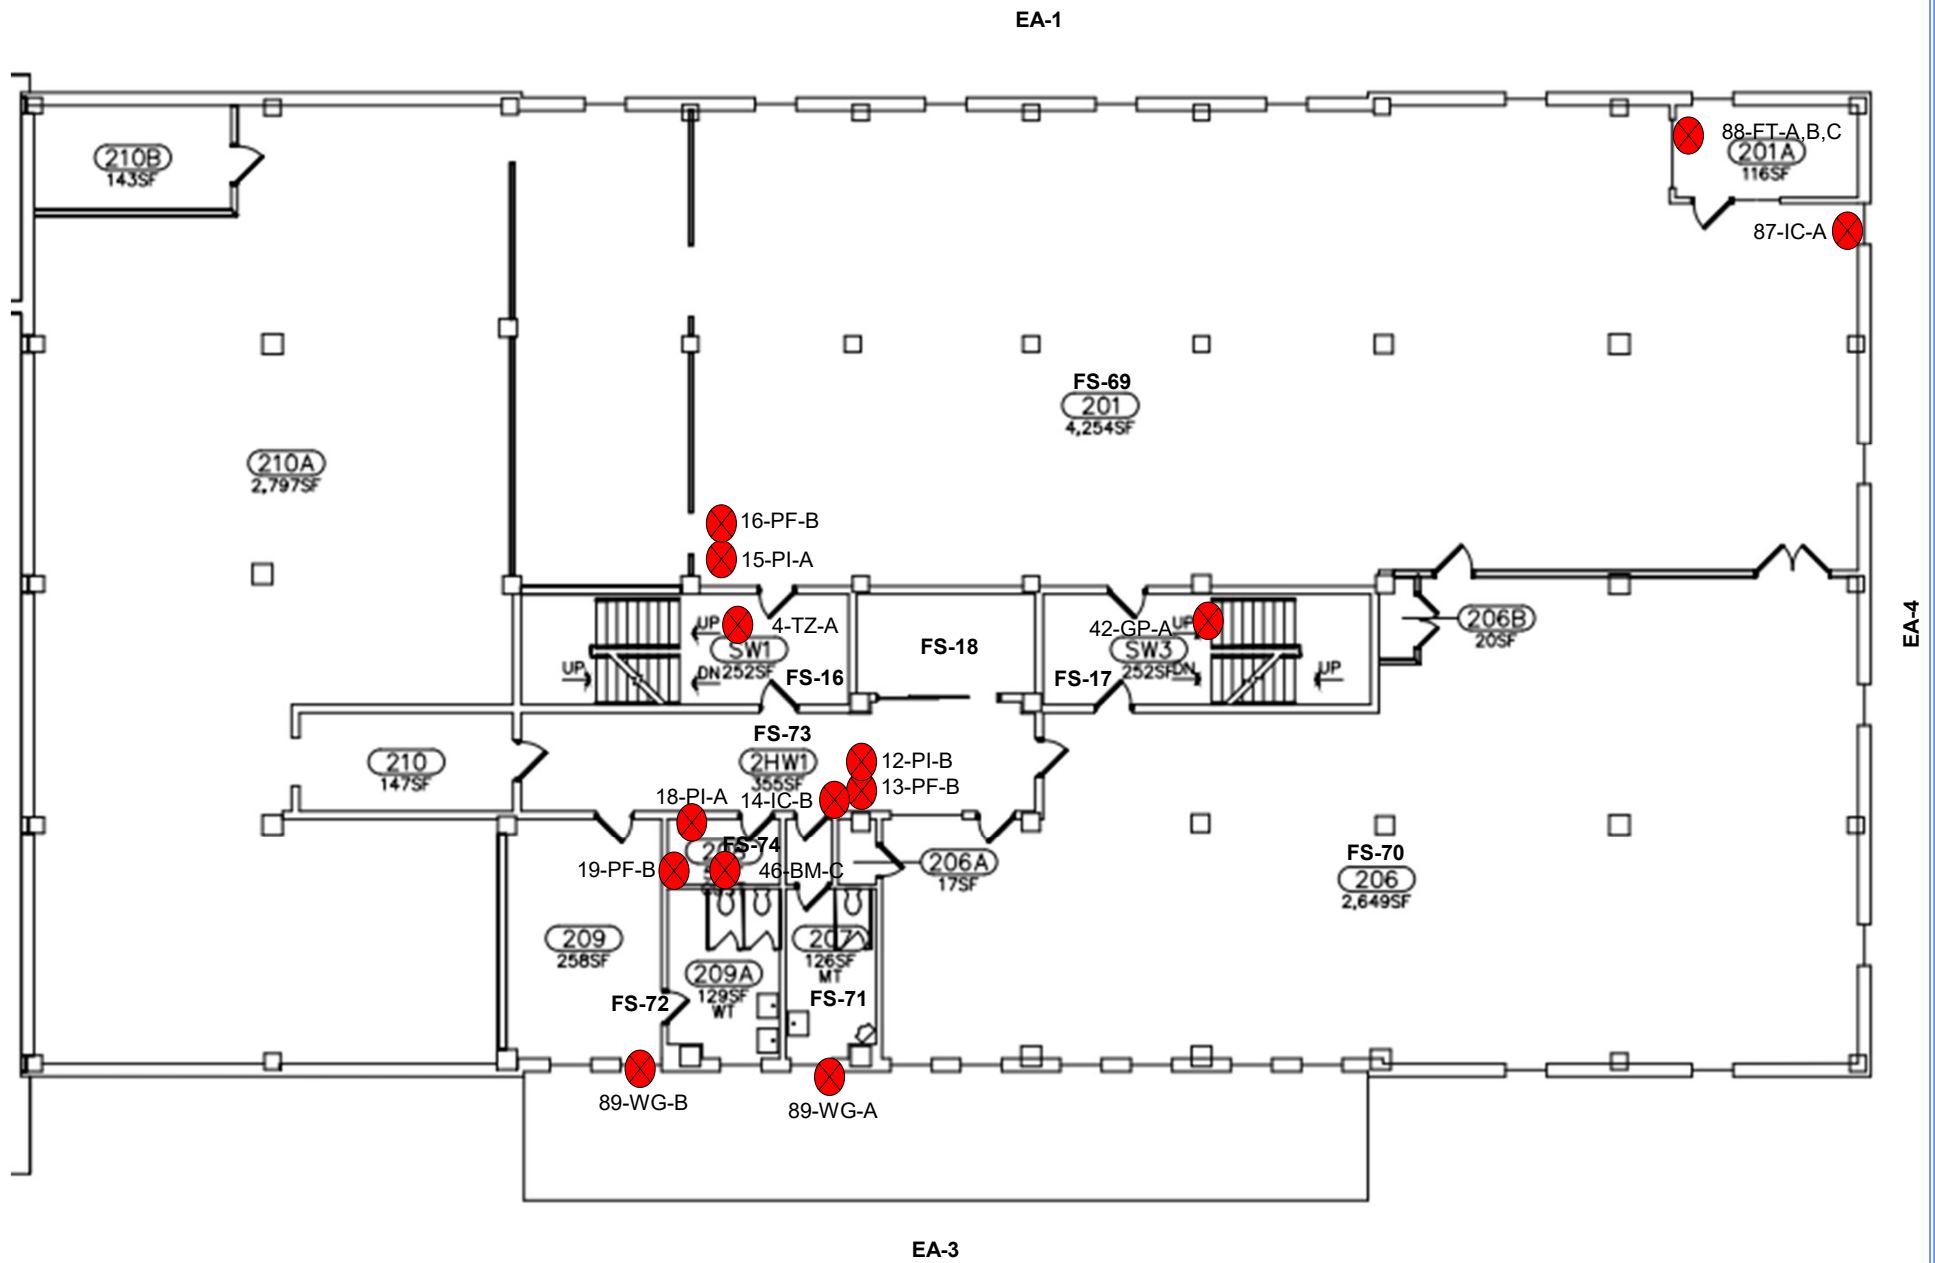 EA-1
210B
143SF
88-FT-A,B,C
201A
116SF
87-IC-A
FS-69
201
4,254SF
210A
2,797SF
16-PF-B
15-PI-A
UP
4-TZ-A
SW1
252SF
UP
DN
FS-16
FS-18
42-GP-A
UP
SW3
252SF
DN
UP
FS-17
206B
20SF
EA-4
FS-73
2HW1
355SF
210
147SF
12-PI-B
13-PF-B
18-PI-A
14-IC-B
FS-74
19-PF-B
46-BM-C
206A
17SF
FS-70
206
2,649SF
209
258SF
207
126SF
MT
209A
129SF
WT
FS-72
FS-71
89-WG-B
89-WG-A
EA-3